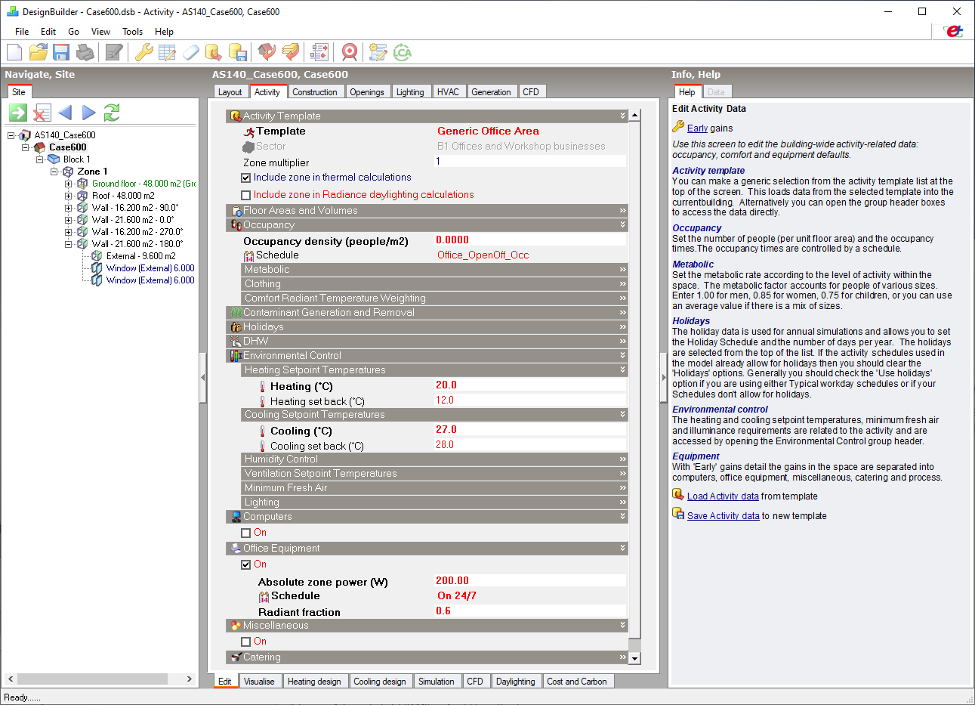 DesignBuilder - Case600.dsb - Activity - AS140_Case600, Case600
File Edit Go View Tools Help
Navigate, Site
Site
AS140_Case600
Case600
Block 1
Zone 1
Ground floor - 48.000 m2 (Gr
Roof - 48.000 m2
Wall - 16.200 m2 - 90.0°
Wall - 21.600 m2 - 0.0°
Wall - 16.200 m2 - 270.0°
Wall - 21.600 m2 - 180.0°
External - 9.600 m2
Window (External) 6.000
Window (External) 6.000
AS140_Case600, Case600
Layout Activity Construction Openings Lighting HVAC Generation CFD
Activity Template
Template Generic Office Area
Sector B1 Offices and Workshop businesses
Zone multiplier 1
Include zone in thermal calculations
Include zone in Radiance daylighting calculations
Floor Areas and Volumes
Occupancy
Occupancy density (people/m2) 0.0000
Schedule Office_OpenOff_Occ
Metabolic
Clothing
Comfort Radiant Temperature Weighting
Contaminant Generation and Removal
Holidays
DHW
Environmental Control
Heating Setpoint Temperatures
Heating (°C) 20.0
Heating set back (°C) 12.0
Cooling Setpoint Temperatures
Cooling (°C) 27.0
Cooling set back (°C) 28.0
Humidity Control
Ventilation Setpoint Temperatures
Minimum Fresh Air
Lighting
Computers
On
Office Equipment
On
Absolute zone power (W) 200.00
Schedule On 24/7
Radiant fraction 0.6
Miscellaneous
On
Catering
Edit Visualise Heating design Cooling design Simulation CFD Daylighting Cost and Carbon
Info, Help
Help Data
Edit Activity Data
Early gains
Use this screen to edit the building-wide activity-related data:
occupancy, comfort and equipment defaults.
Activity template
You can make a generic selection from the activity template list at the
top of the screen. This loads data from the selected template into the
currentbuilding. Alternatively you can open the group header boxes
to access the data directly.
Occupancy
Set the number of people (per unit floor area) and the occupancy
times.The occupancy times are controlled by a schedule.
Metabolic
Set the metabolic rate according to the level of activity within the
space. The metabolic factor accounts for people of various sizes.
Enter 1.00 for men, 0.85 for women, 0.75 for children, or you can use
an average value if there is a mix of sizes.
Holidays
The holiday data is used for annual simulations and allows you to set
the Holiday Schedule and the number of days per year. The holidays
are selected from the top of the list. If the activity schedules used in
the model already allow for holidays then you should clear the
'Holidays' options. Generally you should check the 'Use holidays'
option if you are using either Typical workday schedules or if your
Schedules don't allow for holidays.
Environmental control
The heating and cooling setpoint temperatures, minimum fresh air
and illuminance requirements are related to the activity and are
accessed by opening the Environmental Control group header.
Equipment
With 'Early' gains detail the gains in the space are separated into
computers, office equipment, miscellaneous, catering and process.
Load Activity data from template
Save Activity data to new template
Ready......